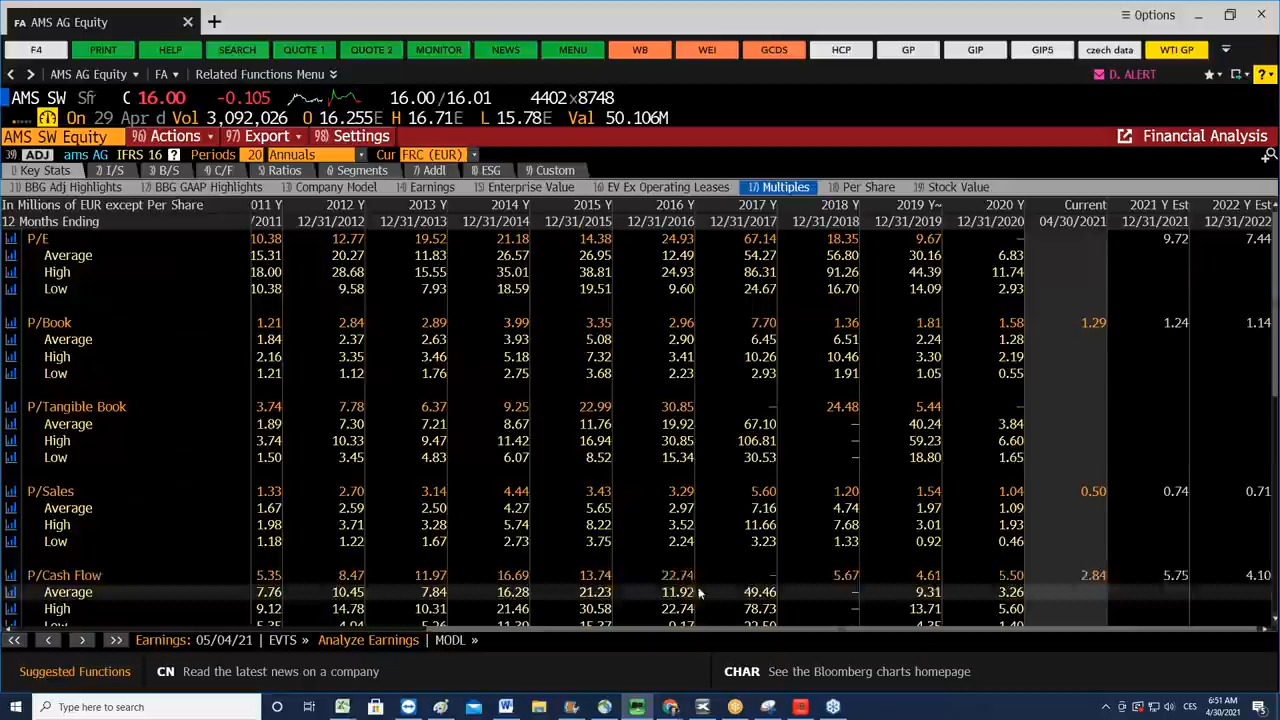 FA AMS AG Equity × + Options
F4 PRINT HELP SEARCH QUOTE 1 QUOTE 2 MONITOR NEWS MENU WB WEI GCDS HCP GP GIP GIP5 czech data WTI GP
AMS AG Equity FA Related Functions Menu D. ALERT ?
AMS SW Sfr C 16.00 -0.105 16.00/16.01 4402x8748
On 29 Apr d Vol 3,092,026 O 16.255E H 16.71E L 15.78E Val 50.106M
AMS SW Equity 96) Actions 97) Export 98) Settings Financial Analysis
39) ADJ ams AG IFRS 16 ? Periods 20 Annuals Cur FRC (EUR)
1) Key Stats 2) I/S 3) B/S 4) C/F 5) Ratios 6) Segments 7) Addl 8) ESG 9) Custom
11) BBG Adj Highlights 12) BBG GAAP Highlights 13) Company Model 14) Earnings 15) Enterprise Value 16) EV Ex Operating Leases 17) Multiples 18) Per Share 19) Stock Value
In Millions of EUR except Per Share 011 Y 2012 Y 2013 Y 2014 Y 2015 Y 2016 Y 2017 Y 2018 Y 2019 Y~ 2020 Y Current 2021 Y Est 2022 Y Est
12 Months Ending /2011 12/31/2012 12/31/2013 12/31/2014 12/31/2015 12/31/2016 12/31/2017 12/31/2018 12/31/2019 12/31/2020 04/30/2021 12/31/2021 12/31/2022
P/E 10.38 12.77 19.52 21.18 14.38 24.93 67.14 18.35 9.67 – 9.72 7.44
Average 15.31 20.27 11.83 26.57 26.95 12.49 54.27 56.80 30.16 6.83
High 18.00 28.68 15.55 35.01 38.81 24.93 86.31 91.26 44.39 11.74
Low 10.38 9.58 7.93 18.59 19.51 9.60 24.67 16.70 14.09 2.93
P/Book 1.21 2.84 2.89 3.99 3.35 2.96 7.70 1.36 1.81 1.58 1.29 1.24 1.14
Average 1.84 2.37 2.63 3.93 5.08 2.90 6.45 6.51 2.24 1.28
High 2.16 3.35 3.46 5.18 7.32 3.41 10.26 10.46 3.30 2.19
Low 1.21 1.12 1.76 2.75 3.68 2.23 2.93 1.91 1.05 0.55
P/Tangible Book 3.74 7.78 6.37 9.25 22.99 30.85 – 24.48 5.44 –
Average 1.89 7.30 7.21 8.67 11.76 19.92 67.10 – 40.24 3.84
High 3.74 10.33 9.47 11.42 16.94 30.85 106.81 – 59.23 6.60
Low 1.50 3.45 4.83 6.07 8.52 15.34 30.53 – 18.80 1.65
P/Sales 1.33 2.70 3.14 4.44 3.43 3.29 5.60 1.20 1.54 1.04 0.50 0.74 0.71
Average 1.67 2.59 2.50 4.27 5.65 2.97 7.16 4.74 1.97 1.09
High 1.98 3.71 3.28 5.74 8.22 3.52 11.66 7.68 3.01 1.93
Low 1.18 1.22 1.67 2.73 3.75 2.24 3.23 1.33 0.92 0.46
P/Cash Flow 5.35 8.47 11.97 16.69 13.74 22.74 – 5.67 4.61 5.50 2.84 5.75 4.10
Average 7.76 10.45 7.84 16.28 21.23 11.92 49.46 – 9.31 3.26
High 9.12 14.78 10.31 21.46 30.58 22.74 78.73 – 13.71 5.60
<< < > >> Earnings: 05/04/21 | EVTS » Analyze Earnings | MODL »
Suggested Functions CN Read the latest news on a company CHAR See the Bloomberg charts homepage
Type here to search CES 6:51 AM
4/30/2021